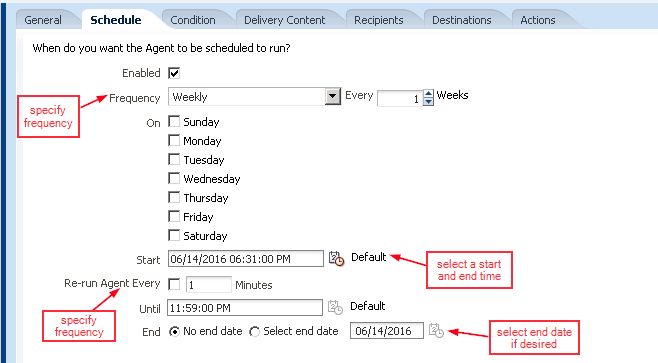 General Schedule Condition Delivery Content Recipients Destinations Actions
When do you want the Agent to be scheduled to run?
Enabled
Frequency Weekly Every 1 Weeks
specify
frequency
On Sunday
Monday
Tuesday
Wednesday
Thursday
Friday
Saturday
Start 06/14/2016 06:31:00 PM Default
select a start
and end time
Re-run Agent Every 1 Minutes
Until 11:59:00 PM Default
specify
frequency
End No end date Select end date 06/14/2016
select end date
if desired